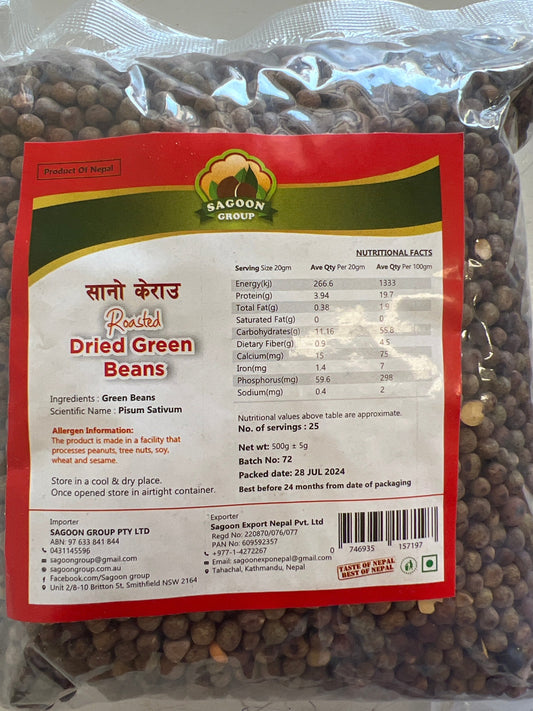 Product Of Nepal
SAGOON
GROUP
सानो केराउ
Roasted
Dried Green
Beans
Ingredients : Green Beans
Scientific Name : Pisum Sativum
Allergen Information:
The product is made in a facility that
processes peanuts, tree nuts, soy,
wheat and sesame.
Store in a cool & dry place.
Once opened store in airtight container.
NUTRITIONAL FACTS
Serving Size 20gm Ave Qty Per 20gm Ave Qty Per 100gm
Energy(kJ) 266.6 1333
Protein(g) 3.94 19.7
Total Fat(g) 0.38 1.9
Saturated Fat(g) 0 0
Carbohydrates(g) 11.16 55.8
Dietary Fiber(g) 0.9 4.5
Calcium(mg) 15 75
Iron(mg) 1.4 7
Phosphorus(mg) 59.6 298
Sodium(mg) 0.4 2
Nutritional values above table are approximate.
No. of servings : 25
Net wt: 500g ± 5g
Batch No: 72
Packed date: 28 JUL 2024
Best before 24 months from date of packaging
Importer
SAGOON GROUP PTY LTD
ABN: 97 633 841 844
0431145596
sagoongroup@gmail.com
sagoongroup.com.au
Facebook.com/Sagoon group
Unit 2/8-10 Britton St. Smithfield NSW 2164
Exporter
Sagoon Export Nepal Pvt. Ltd
Regd No: 220870/076/077
PAN No: 609592357
+977-1-4272267
Email: sagoonexponepal@gmail.com
Tahachal, Kathmandu, Nepal
0 746935 157197
TASTE OF NEPAL
BEST OF NEPAL